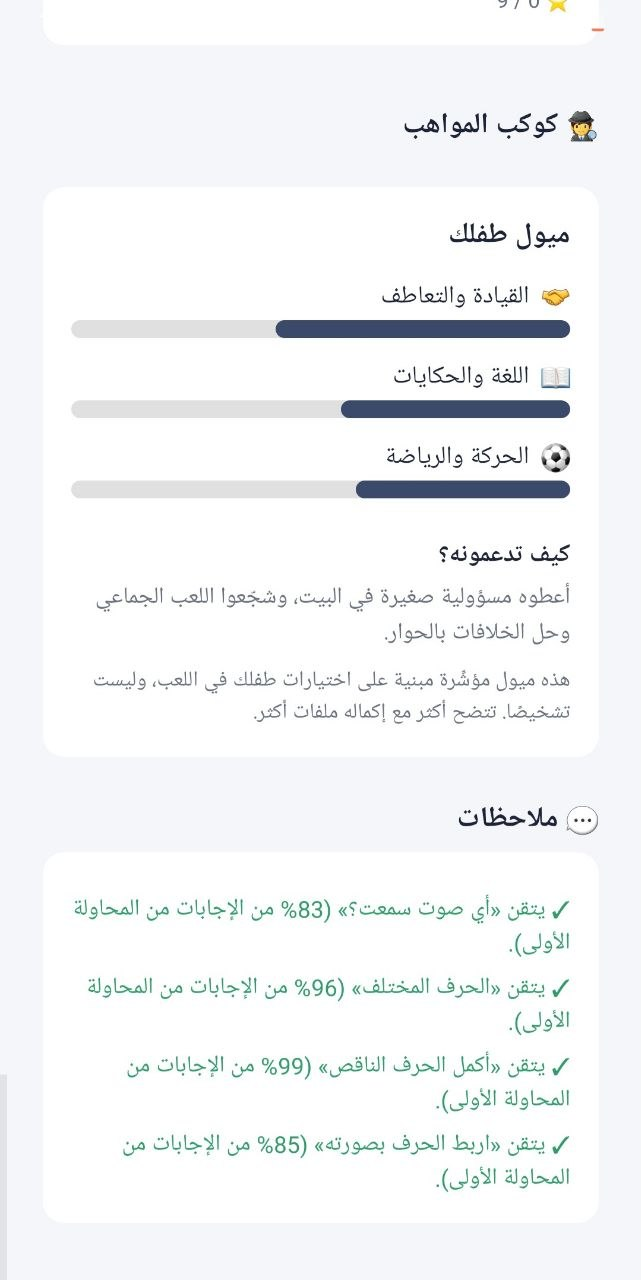 9 / 0
كوكب المواهب
ميول طفلك
القيادة والتعاطف
اللغة والحكايات
الحركة والرياضة
كيف تدعمونه؟
أعطوه مسؤولية صغيرة في البيت، وشجّعوا اللعب الجماعي
وحل الخلافات بالحوار.
هذه ميول مؤشّرة مبنية على اختيارات طفلك في اللعب، وليست
تشخيصًا. تتضح أكثر مع إكماله ملفات أكثر.
ملاحظات
✓ يتقن «أي صوت سمعت؟» (83% من الإجابات من المحاولة
الأولى).
✓ يتقن «الحرف المختلف» (96% من الإجابات من المحاولة
الأولى).
✓ يتقن «أكمل الحرف الناقص» (99% من الإجابات من
المحاولة الأولى).
✓ يتقن «اربط الحرف بصورته» (85% من الإجابات من
المحاولة الأولى).